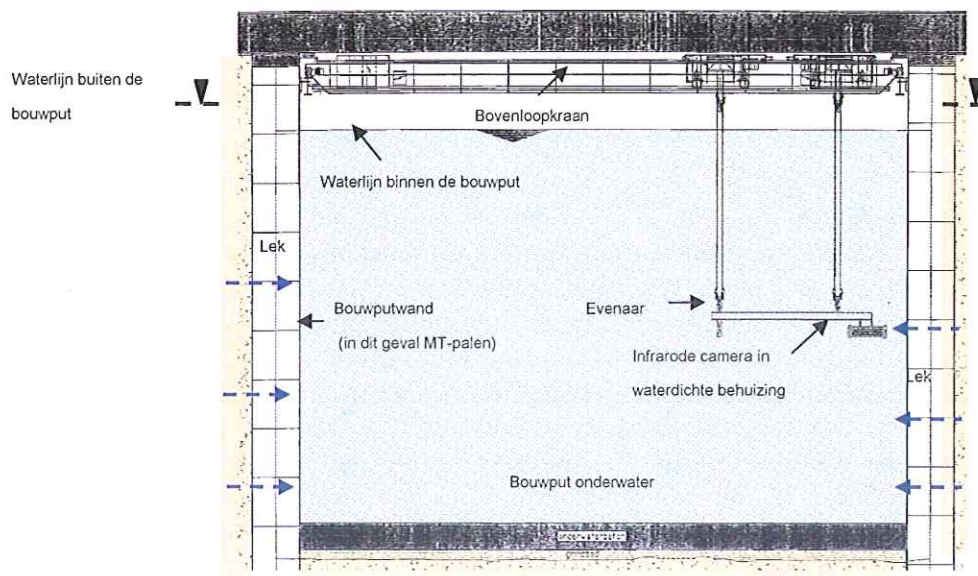 Waterlijn buiten de
bouwput
Bovenloopkraan
Waterlijn binnen de bouwput
Lek
Bouwputwand
(in dit geval MT-palen)
Evenaar
Infrarode camera in
waterdichte behuizing
Lek
Bouwput onderwater